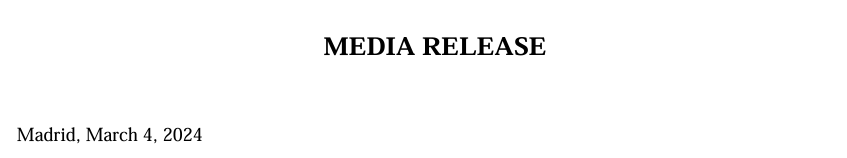 MEDIA RELEASE
Madrid, March 4, 2024